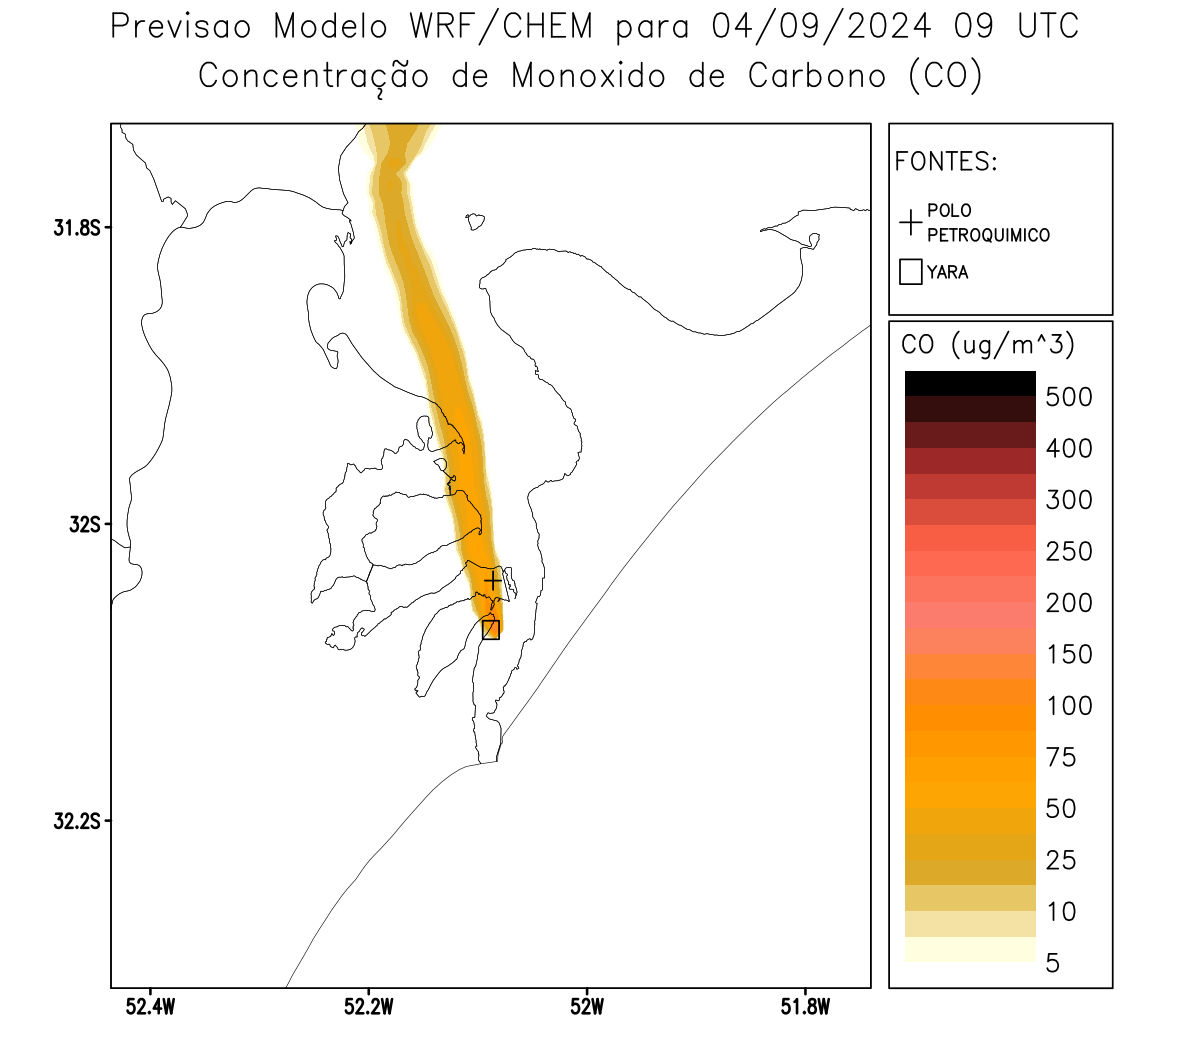 Previsao Modelo WRF/CHEM para 04/09/2024 09 UTC
Concentração de Monoxido de Carbono (CO)
FONTES:
POLO
PETROQUIMICO
YARA
CO (ug/m^3)
500
400
300
250
200
150
100
75
50
25
10
5
31.8S
32S
32.2S
52.4W
52.2W
52W
51.8W